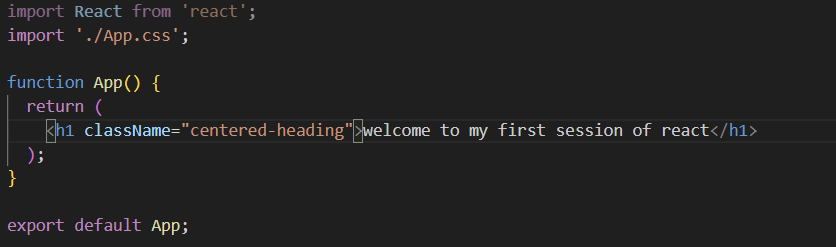 import React from 'react';
import './App.css';
function App() {
return (
<h1 className="centered-heading">welcome to my first session of react</h1>
);
}
export default App;